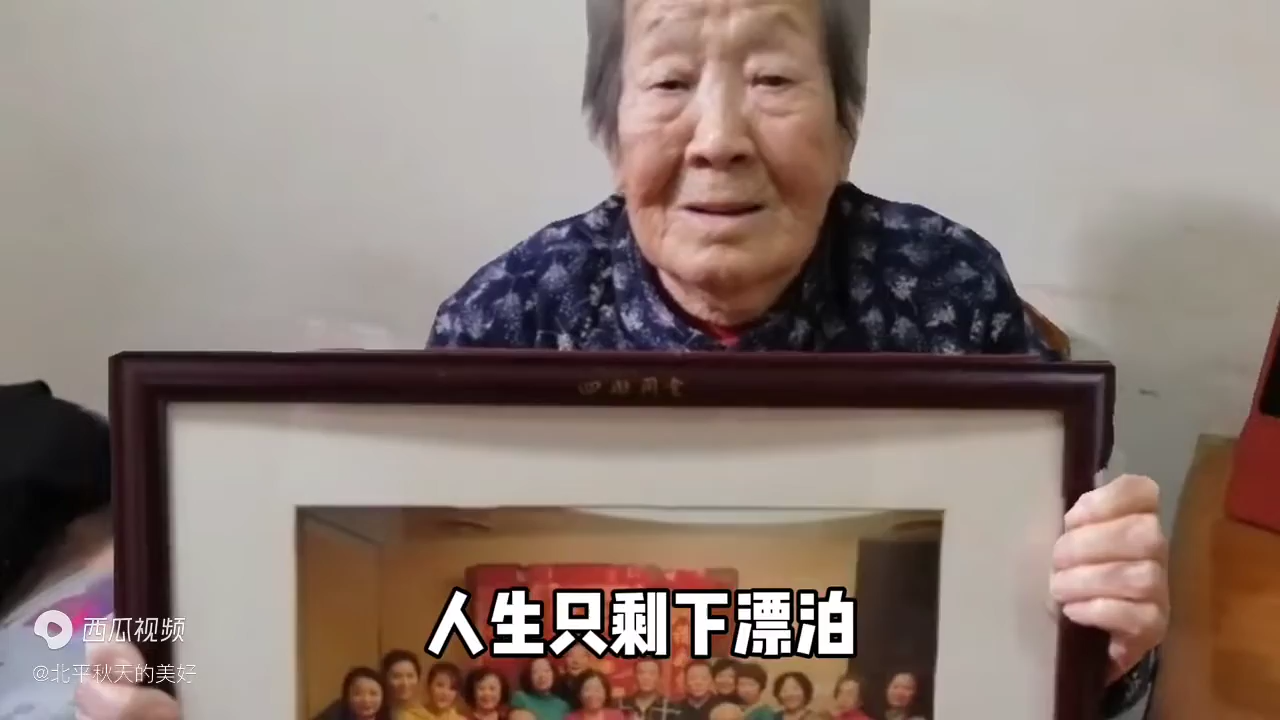 人生只剩下漂泊
西瓜视频
@北平秋天的美好